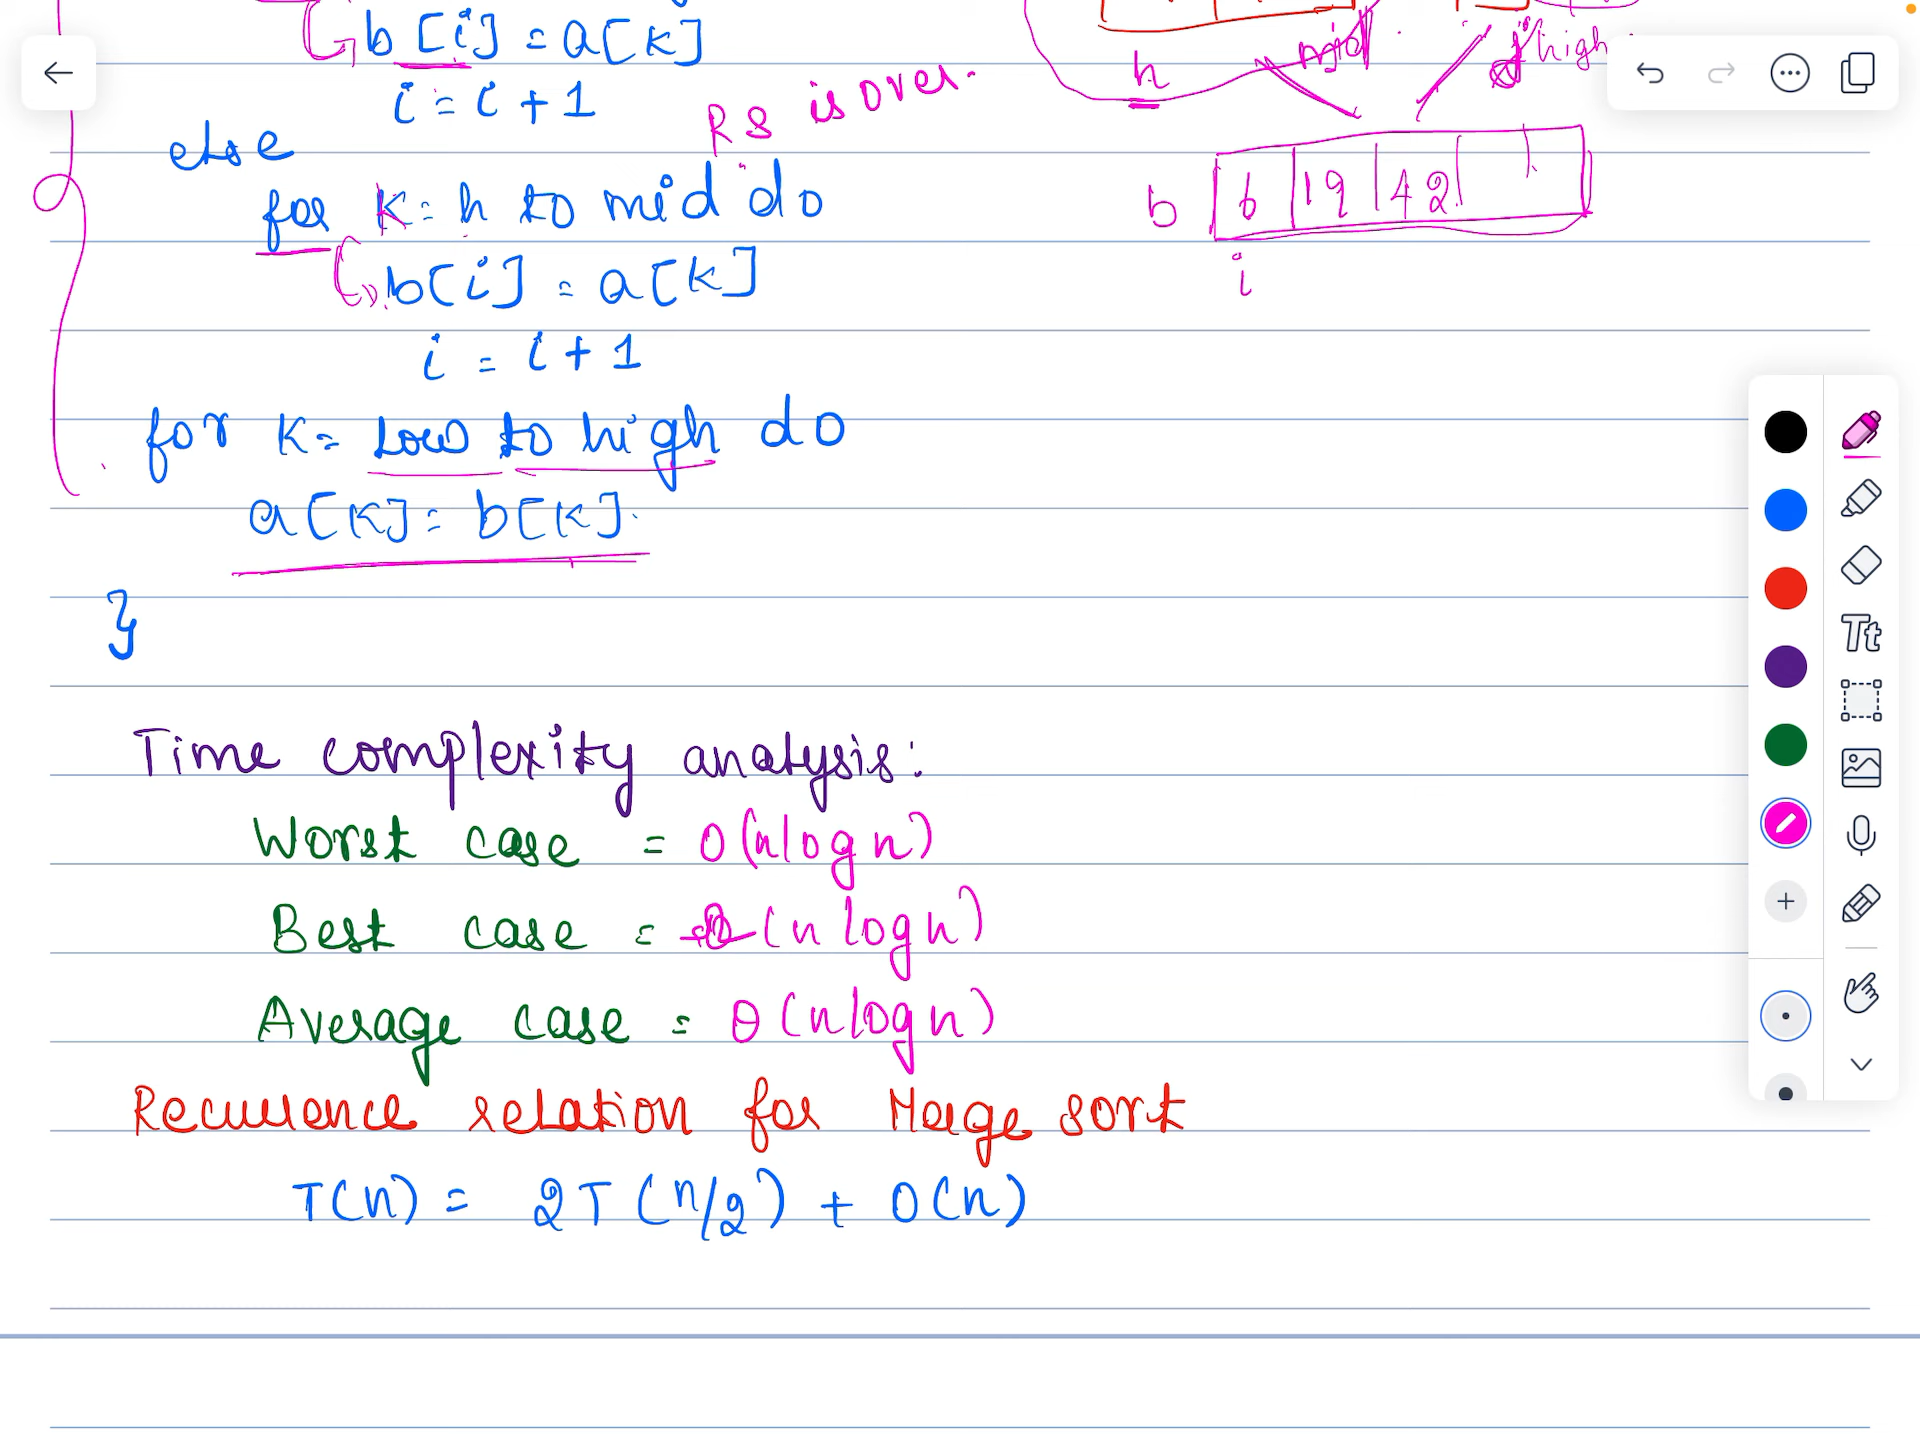 b[i] = a[k]
i = i + 1
RS is over.
else
for k = h to mid do
b[i] = a[k]
i = i + 1
for k = low to high do
a[k] = b[k].
}
h mid high
b 6 19 42
i
Time complexity analysis:
Worst case = O(n log n)
Best case = Ω(n log n)
Average case = θ(n log n)
Recurrence relation for Merge sort
T(n) = 2T(n/2) + O(n)
Tt